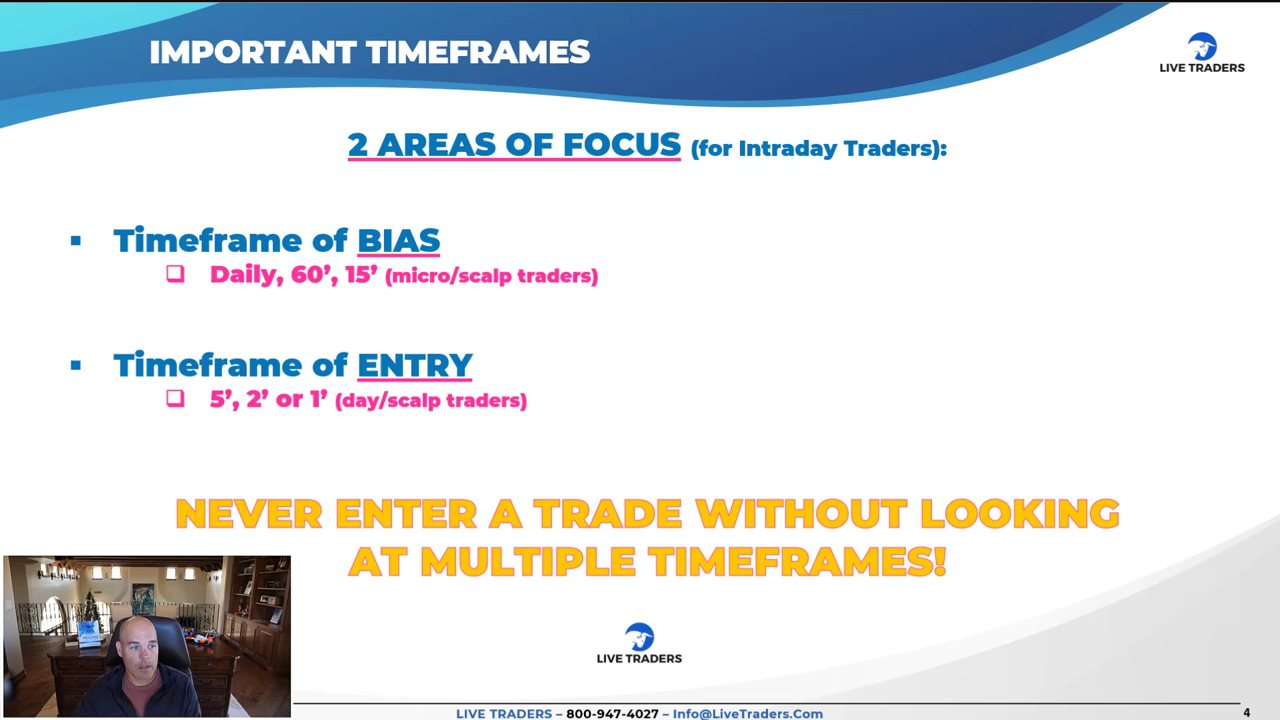 IMPORTANT TIMEFRAMES
LIVE TRADERS
2 AREAS OF FOCUS (for Intraday Traders):
▪ Timeframe of BIAS
❑ Daily, 60’, 15’ (micro/scalp traders)
▪ Timeframe of ENTRY
❑ 5’, 2’ or 1’ (day/scalp traders)
NEVER ENTER A TRADE WITHOUT LOOKING
AT MULTIPLE TIMEFRAMES!
LIVE TRADERS
LIVE TRADERS – 800-947-4027 – Info@LiveTraders.Com
4